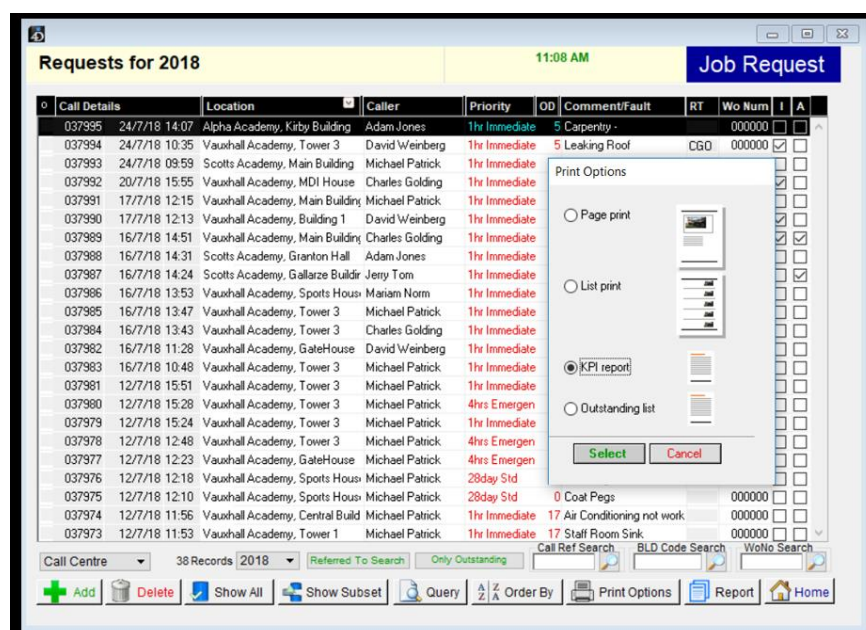 4D
Requests for 2018
11:08 AM
Job Request
o Call Details Location Caller Priority OD Comment/Fault RT Wo Num I A
037995 24/7/18 14:07 Alpha Academy, Kirby Building Adam Jones 1hr Immediate 5 Carpentry - 000000
037994 24/7/18 10:35 Vauxhall Academy, Tower 3 David Weinberg 1hr Immediate 5 Leaking Roof CGO 000000
037993 24/7/18 09:59 Scotts Academy, Main Building Michael Patrick 1hr Immediate
037992 20/7/18 15:55 Vauxhall Academy, MDI House Charles Golding 1hr Immediate
037991 17/7/18 12:15 Vauxhall Academy, Main Building Michael Patrick 1hr Immediate
037990 17/7/18 12:13 Vauxhall Academy, Building 1 David Weinberg 1hr Immediate
037989 16/7/18 14:51 Vauxhall Academy, Main Building Charles Golding 1hr Immediate
037988 16/7/18 14:31 Scotts Academy, Granton Hall Adam Jones 1hr Immediate
037987 16/7/18 14:24 Scotts Academy, Gallarze Buildir Jerry Tom 1hr Immediate
037986 16/7/18 13:53 Vauxhall Academy, Sports Hous Mariam Norm 1hr Immediate
037985 16/7/18 13:47 Vauxhall Academy, Tower 3 Michael Patrick 1hr Immediate
037984 16/7/18 13:43 Vauxhall Academy, Tower 3 Charles Golding 1hr Immediate
037982 16/7/18 11:28 Vauxhall Academy, GateHouse David Weinberg 1hr Immediate
037983 16/7/18 10:48 Vauxhall Academy, Tower 3 Michael Patrick 1hr Immediate
037981 12/7/18 15:51 Vauxhall Academy, Tower 3 Michael Patrick 1hr Immediate
037980 12/7/18 15:28 Vauxhall Academy, Tower 3 Michael Patrick 4hrs Emergen
037979 12/7/18 15:24 Vauxhall Academy, Tower 3 Michael Patrick 1hr Immediate
037978 12/7/18 12:48 Vauxhall Academy, Tower 3 Michael Patrick 4hrs Emergen
037977 12/7/18 12:23 Vauxhall Academy, GateHouse Michael Patrick 4hrs Emergen
037976 12/7/18 12:18 Vauxhall Academy, Sports Hous Michael Patrick 28day Std
037975 12/7/18 12:10 Vauxhall Academy, Sports Hous Michael Patrick 28day Std 0 Coat Pegs 000000
037974 12/7/18 11:56 Vauxhall Academy, Central Build Michael Patrick 1hr Immediate 17 Air Conditioning not work 000000
037973 12/7/18 11:53 Vauxhall Academy, Tower 1 Michael Patrick 1hr Immediate 17 Staff Room Sink 000000
Print Options
Page print
List print
KPI report
Outstanding list
Select Cancel
Call Ref Search BLD Code Search WoNo Search
Call Centre 38 Records 2018 Referred To Search Only Outstanding
Add Delete Show All Show Subset Query A Z Z A Order By Print Options Report Home